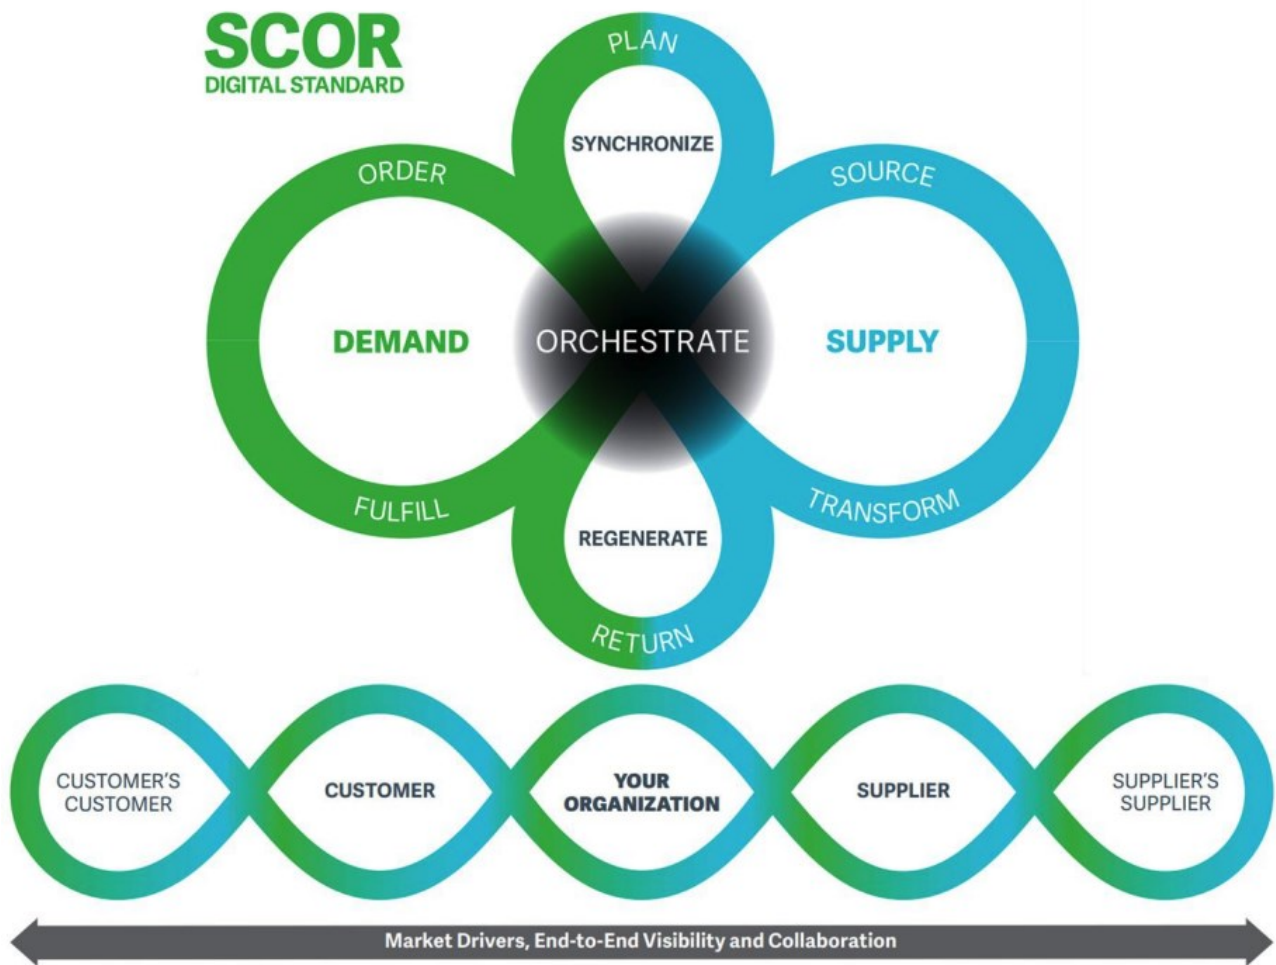 SCOR
DIGITAL STANDARD
PLAN
SYNCHRONIZE
ORDER
SOURCE
DEMAND
ORCHESTRATE
SUPPLY
FULFILL
TRANSFORM
REGENERATE
RETURN
CUSTOMER'S
CUSTOMER
CUSTOMER
YOUR
ORGANIZATION
SUPPLIER
SUPPLIER'S
SUPPLIER
Market Drivers, End-to-End Visibility and Collaboration